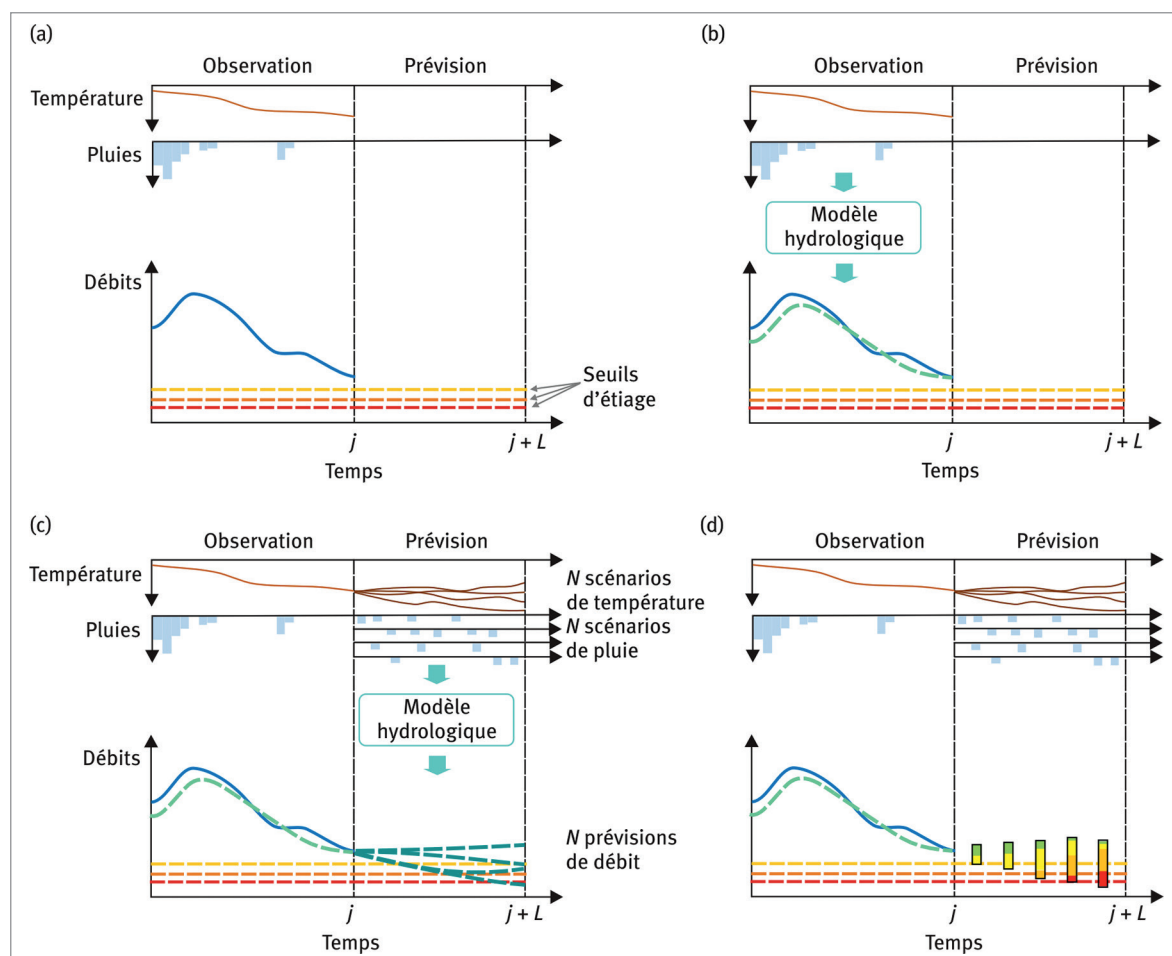 (a)
Observation
Prévision
Température
Pluies
Débits
Seuils
d'étiage
j
j + L
Temps
(b)
Observation
Prévision
Modèle
hydrologique
j
j + L
Temps
(c)
Observation
Prévision
Température
N scénarios
de température
Pluies
N scénarios
de pluie
Modèle
hydrologique
Débits
N prévisions
de débit
j
j + L
Temps
(d)
Observation
Prévision
j
j + L
Temps